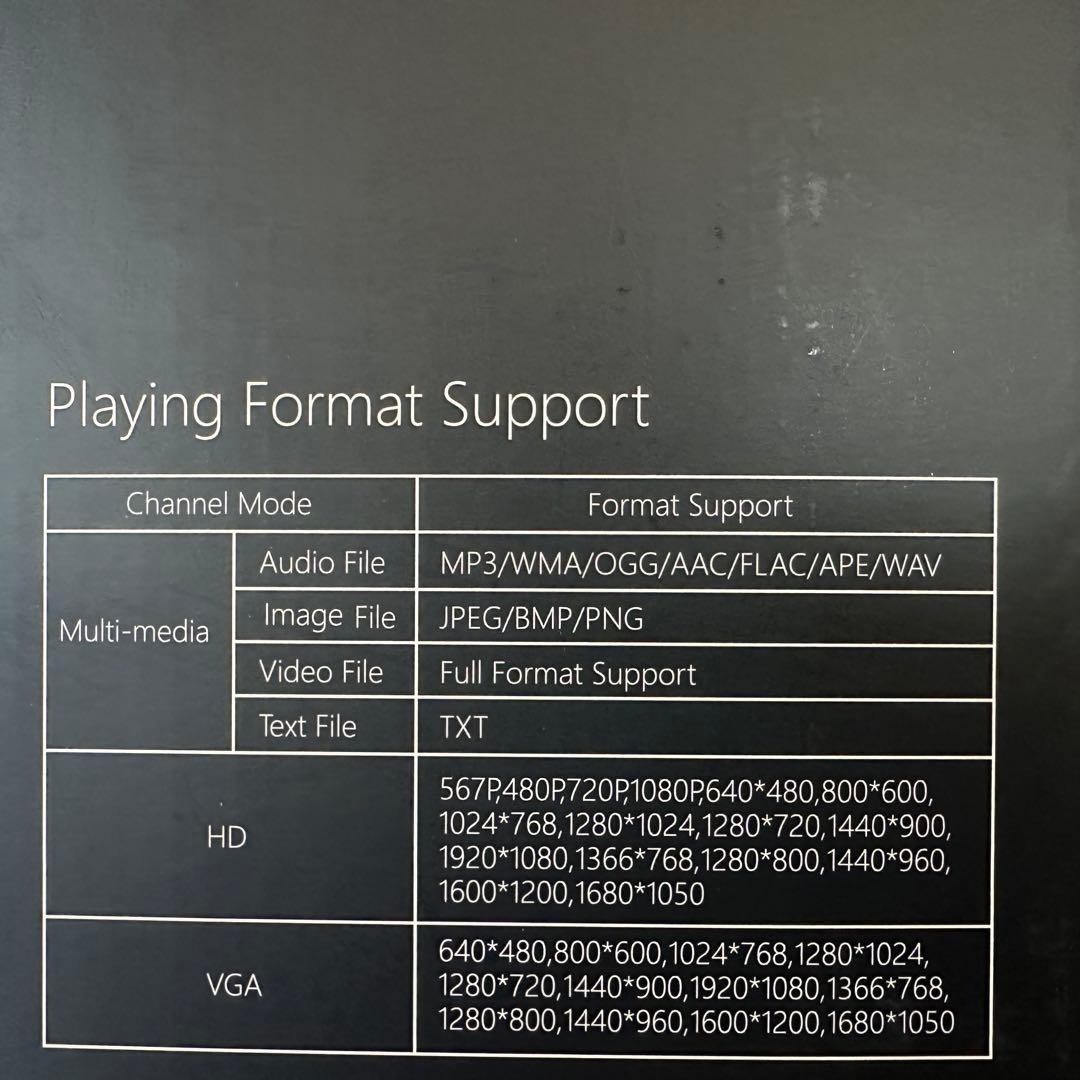 Playing Format Support
Channel Mode Format Support
Multi-media
Audio File MP3/WMA/OGG/AAC/FLAC/APE/WAV
Image File JPEG/BMP/PNG
Video File Full Format Support
Text File TXT
HD
567P,480P,720P,1080P,640*480,800*600,
1024*768,1280*1024,1280*720,1440*900,
1920*1080,1366*768,1280*800,1440*960,
1600*1200,1680*1050
VGA
640*480,800*600,1024*768,1280*1024,
1280*720,1440*900,1920*1080,1366*768,
1280*800,1440*960,1600*1200,1680*1050